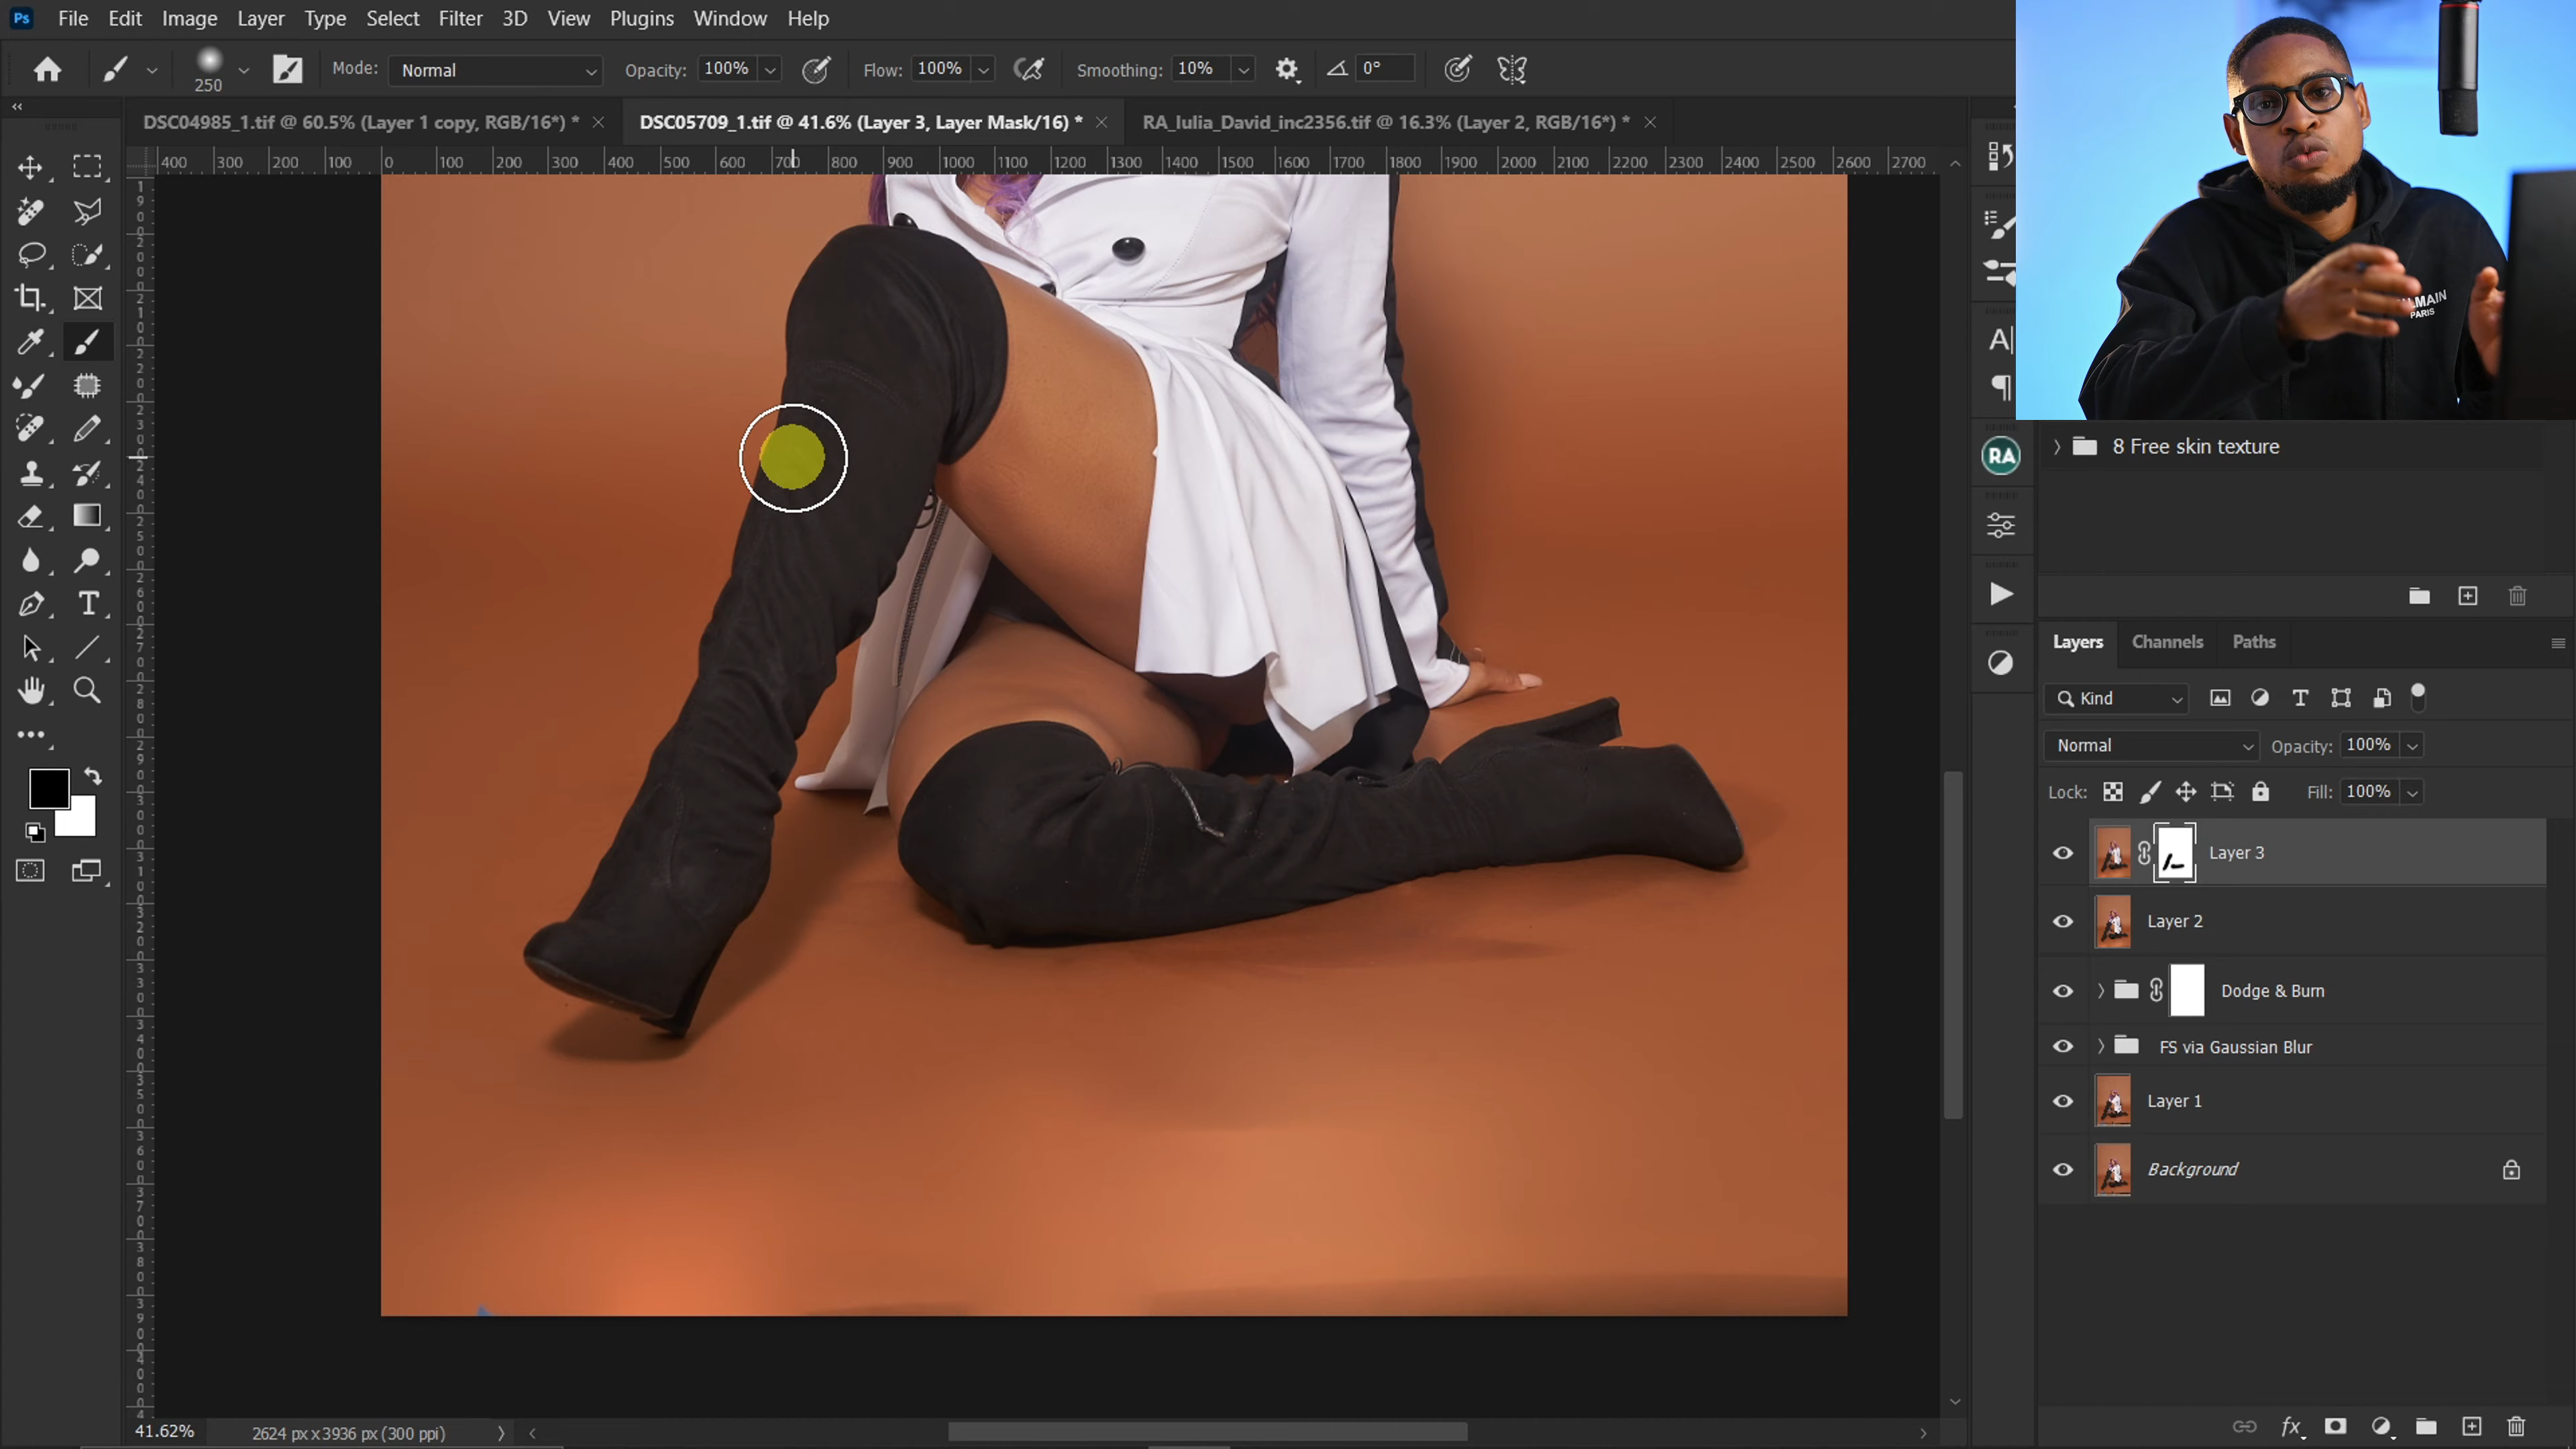 Ps File Edit Image Layer Select Filter 3D View Plugins Window Help
250 Mode: Normal Opacity: 100% Flow: 100% Smoothing: 10% 0°
DSC04985_1.tif @ 60.5% (Layer 1 copy, RGB/16*) * DSC05709_1.tif @ 41.6% (Layer 3, Layer Mask/16) * RA_Iulia_David_inc2356.tif @ 16.3% (Layer 2, RGB/16*) *
400 300 200 100 0 100 200 300 400 500 600 700 800 900 1000 1100 1200 1300 1400 1500 1600 1700 1800 1900 2000 2100 2200 2300 2400 2500 2600 2700
PARIS
RA
8 Free skin texture
Layers Channels Paths
Kind
Normal Opacity: 100%
Lock: Fill: 100%
Layer 3
Layer 2
Dodge & Burn
FS via Gaussian Blur
Layer 1
Background
fx
41.62% 2624 px x 3936 px (300 ppi)